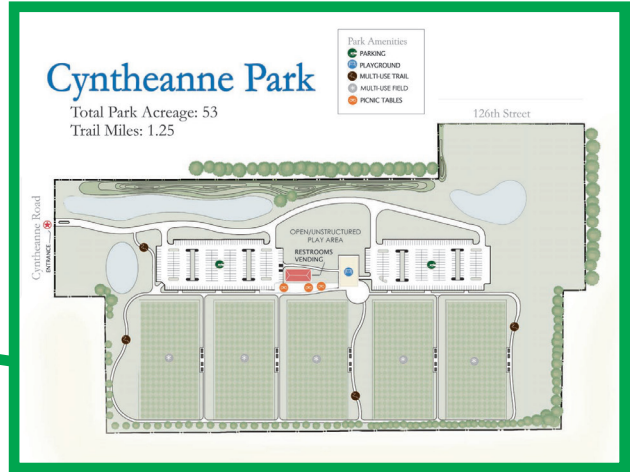 Cyntheanne Park
Total Park Acreage: 53
Trail Miles: 1.25
Park Amenities
PARKING
PLAYGROUND
MULTI-USE TRAIL
MULTI-USE FIELD
PICNIC TABLES
126th Street
Cyntheanne Road
ENTRANCE
OPEN/UNSTRUCTURED
PLAY AREA
RESTROOMS
VENDING